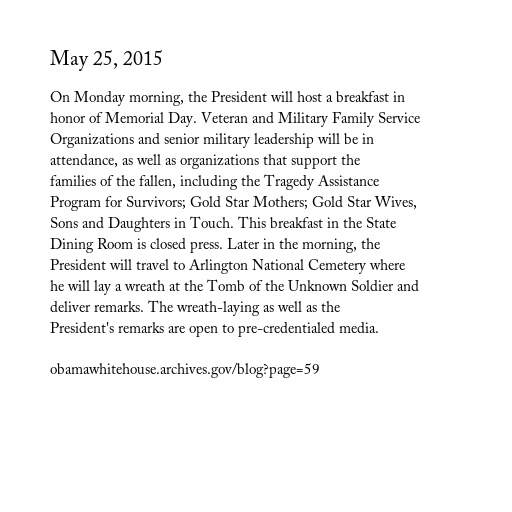 May 25, 2015
On Monday morning, the President will host a breakfast in
honor of Memorial Day. Veteran and Military Family Service
Organizations and senior military leadership will be in
attendance, as well as organizations that support the
families of the fallen, including the Tragedy Assistance
Program for Survivors; Gold Star Mothers; Gold Star Wives,
Sons and Daughters in Touch. This breakfast in the State
Dining Room is closed press. Later in the morning, the
President will travel to Arlington National Cemetery where
he will lay a wreath at the Tomb of the Unknown Soldier and
deliver remarks. The wreath-laying as well as the
President's remarks are open to pre-credentialed media.
obamawhitehouse.archives.gov/blog?page=59